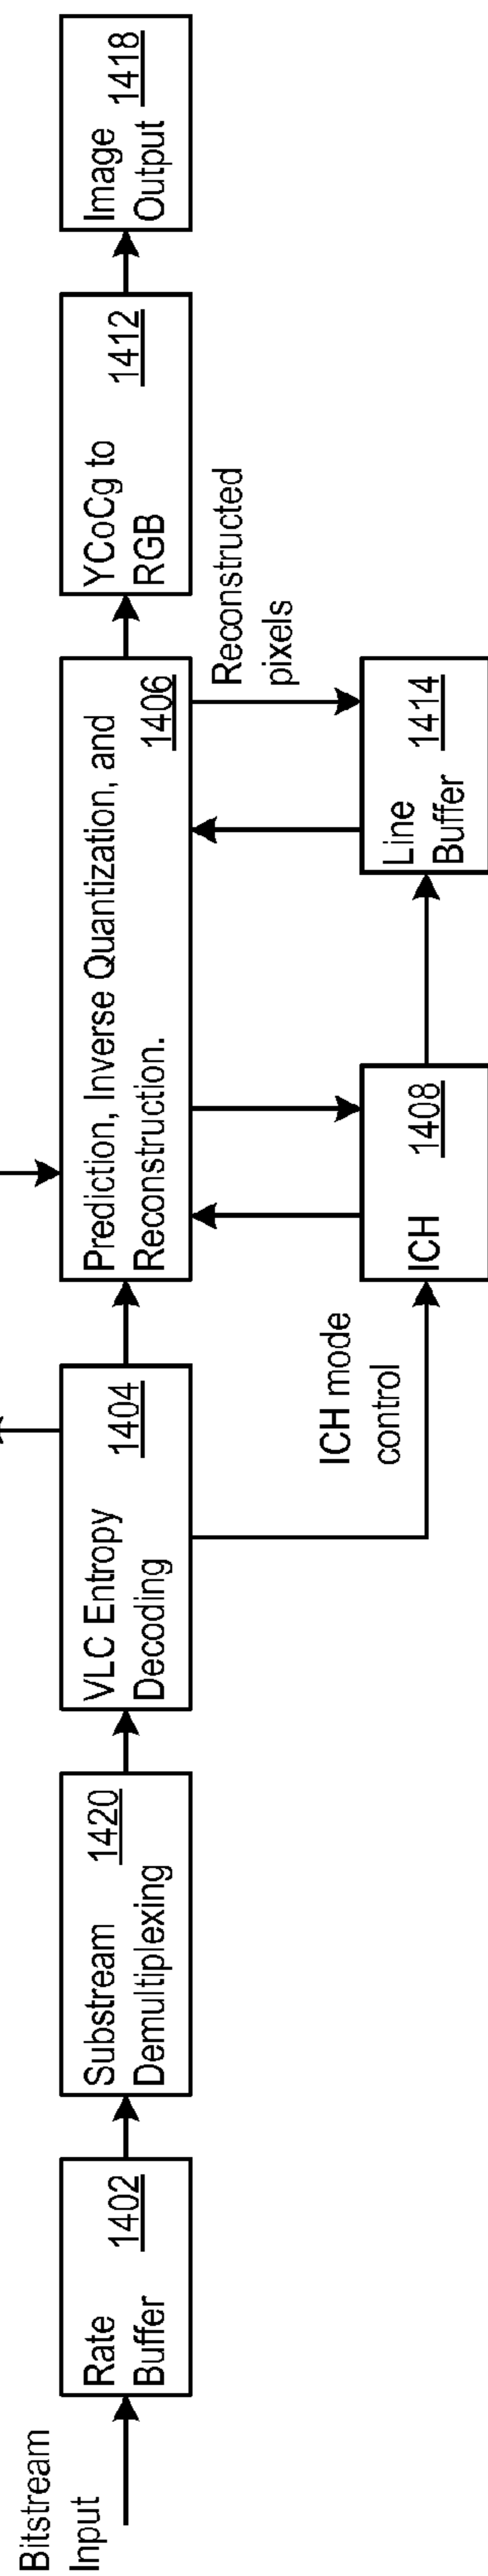 Bitstream
Input
Rate
Buffer
1402
Substream
Demultiplexing
1420
VLC Entropy
Decoding
1404
Prediction, Inverse Quantization, and
Reconstruction.
1406
YCoCg to
RGB
1412
Image
Output
1418
ICH mode
control
ICH
1408
Line
Buffer
1414
Reconstructed
pixels